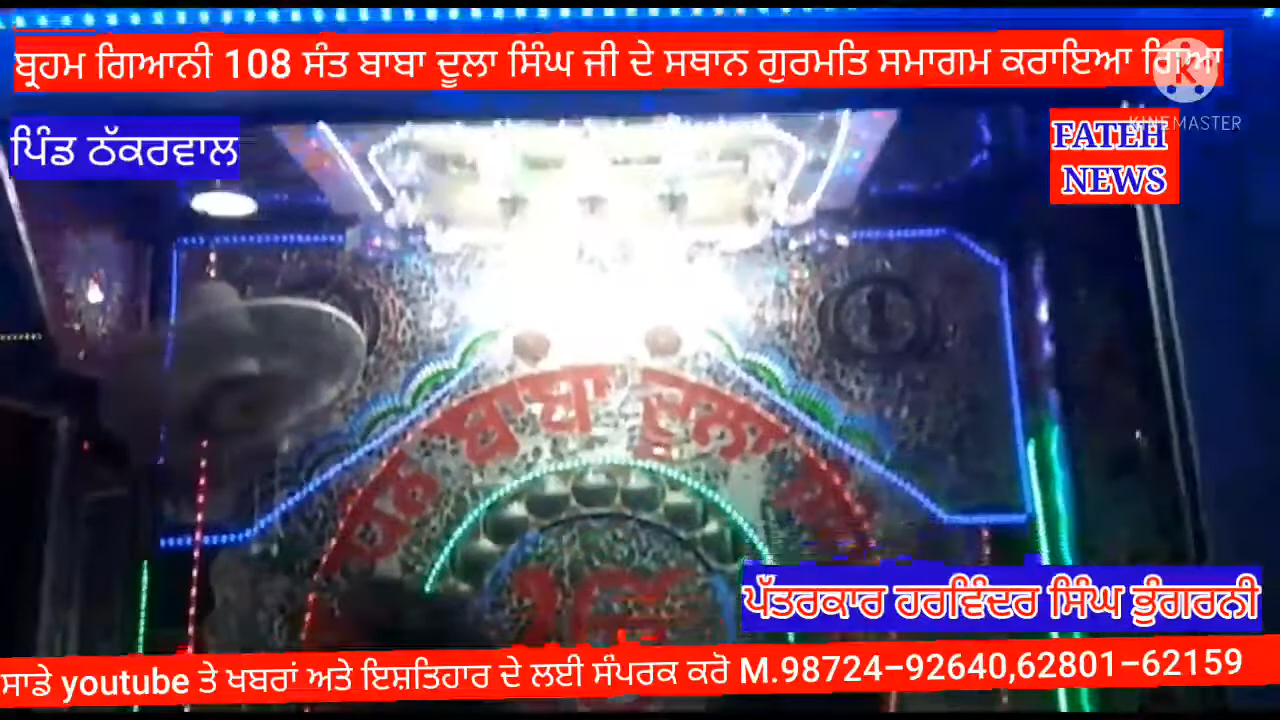 ਬ੍ਰਹਮ ਗਿਆਨੀ 108 ਸੰਤ ਬਾਬਾ ਦੂਲਾ ਸਿੰਘ ਜੀ ਦੇ ਸਥਾਨ ਗੁਰਮਤਿ ਸਮਾਗਮ ਕਰਾਇਆ ਗਿਆ
ਪਿੰਡ ਠੱਕਰਵਾਲ
KINEMASTER
FATEH
NEWS
ਧਨ ਬਾਬਾ ਦੂਲਾ
ਪੱਤਰਕਾਰ ਹਰਵਿੰਦਰ ਸਿੰਘ ਭੁੰਗਰਨੀ
ਸਾਡੇ youtube ਤੇ ਖਬਰਾਂ ਅਤੇ ਇਸ਼ਤਿਹਾਰ ਦੇ ਲਈ ਸੰਪਰਕ ਕਰੋ M.98724-92640,62801-62159